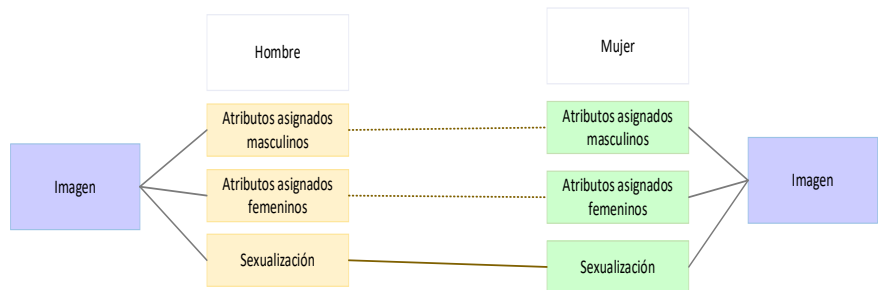 Hombre
Mujer
Atributos asignados
masculinos
Atributos asignados
masculinos
Imagen
Imagen
Atributos asignados
femeninos
Atributos asignados
femeninos
Sexualización
Sexualización